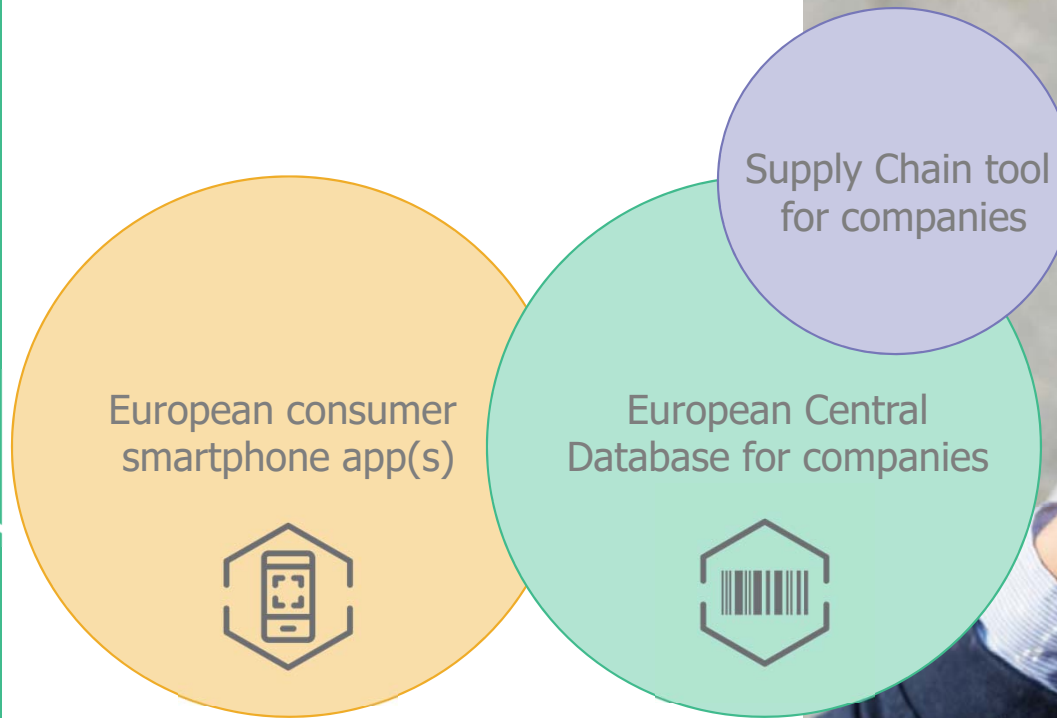 Supply Chain tool
for companies
European consumer
smartphone app(s)
European Central
Database for companies